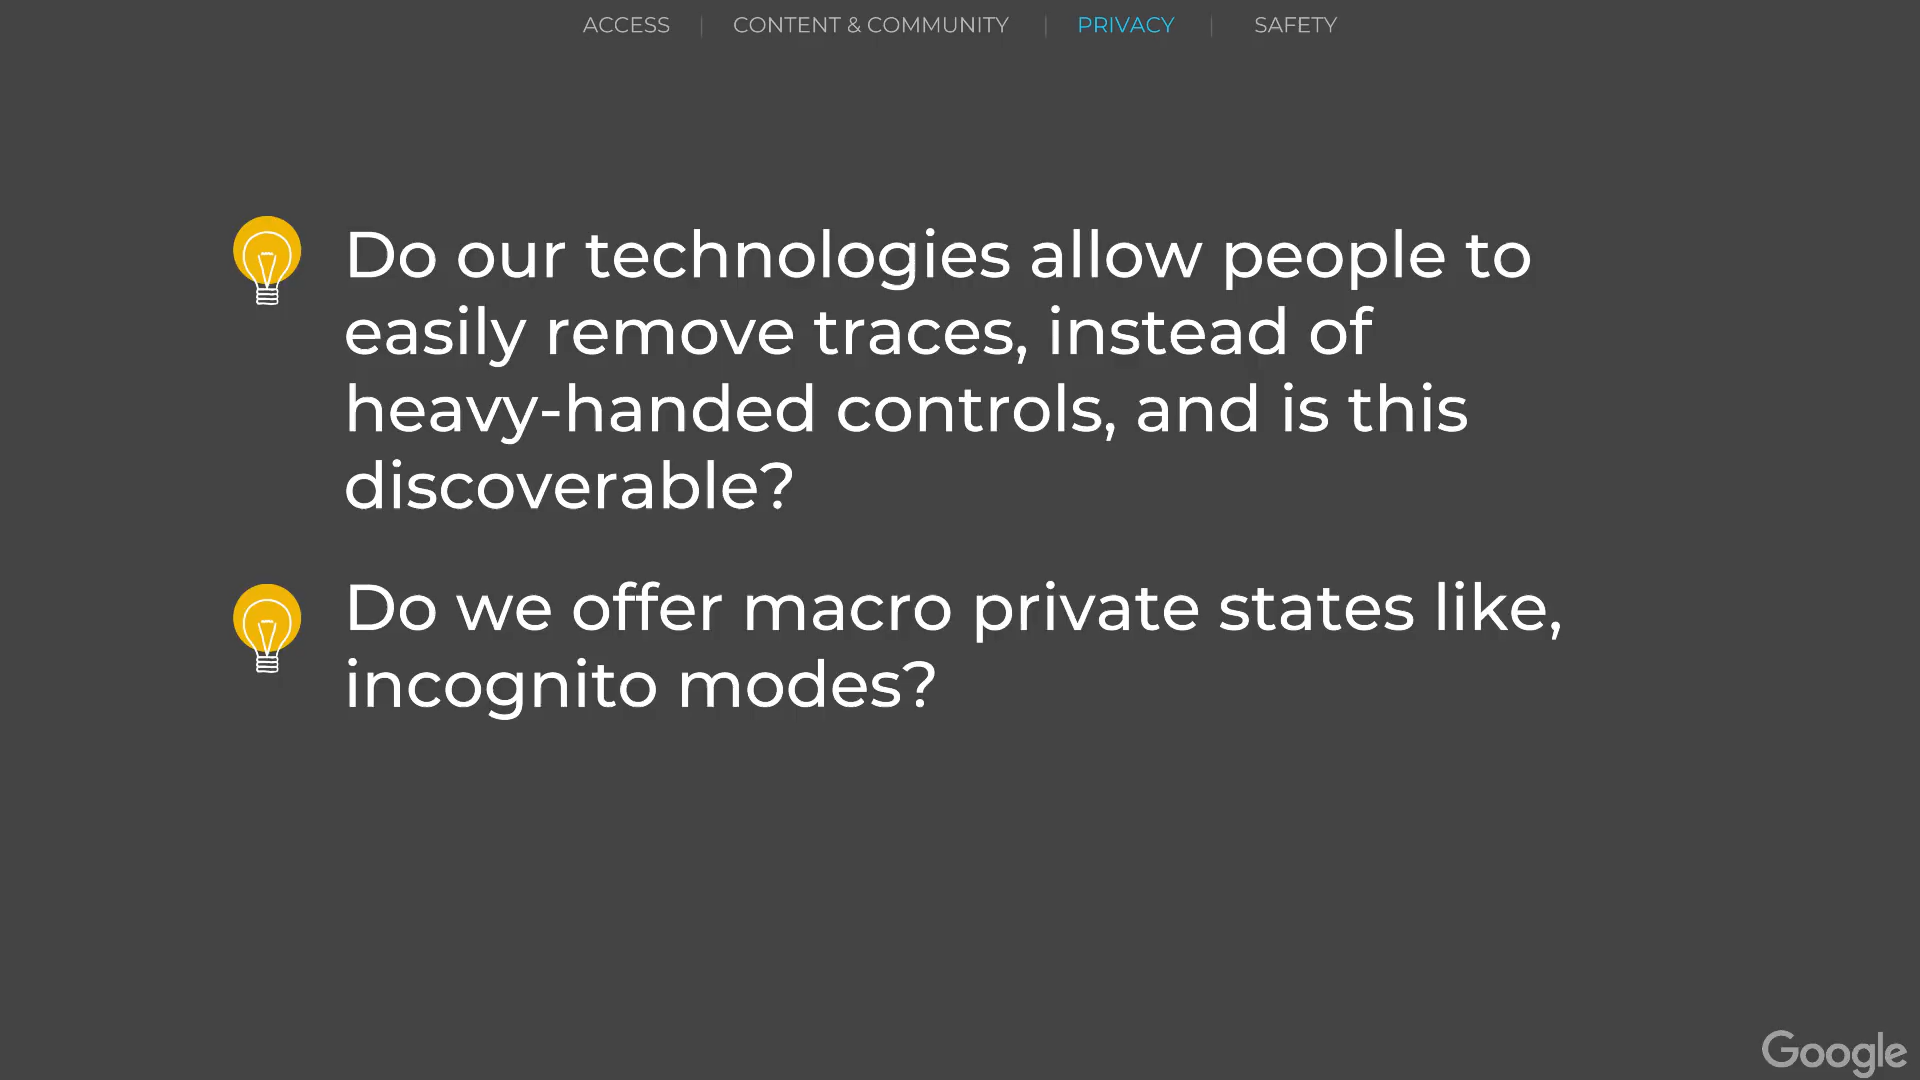 ACCESS | CONTENT & COMMUNITY | PRIVACY | SAFETY
Do our technologies allow people to
easily remove traces, instead of
heavy-handed controls, and is this
discoverable?
Do we offer macro private states like,
incognito modes?
Google